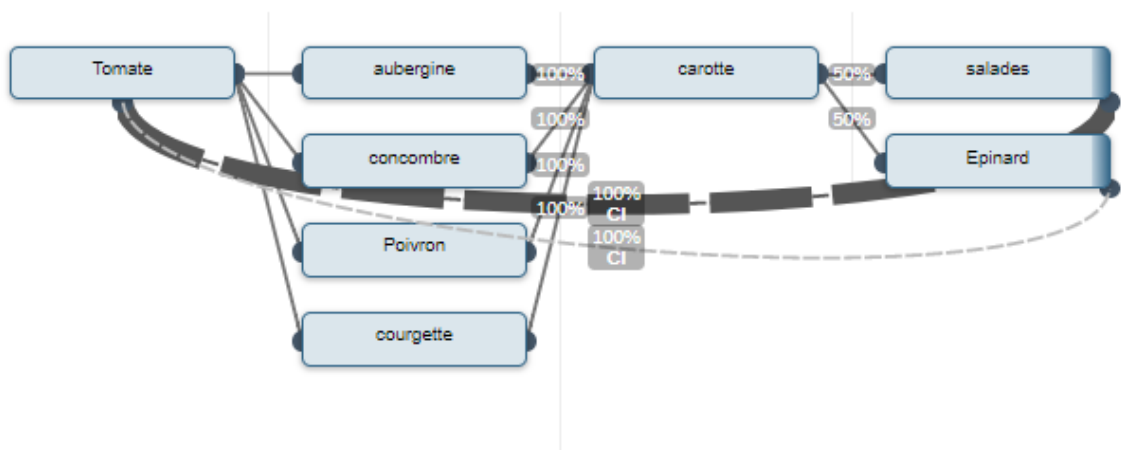 Tomate
aubergine
100%
carotte
50%
salades
100%
50%
concombre
100%
Epinard
100%
100%
CI
Poivron
100%
CI
courgette